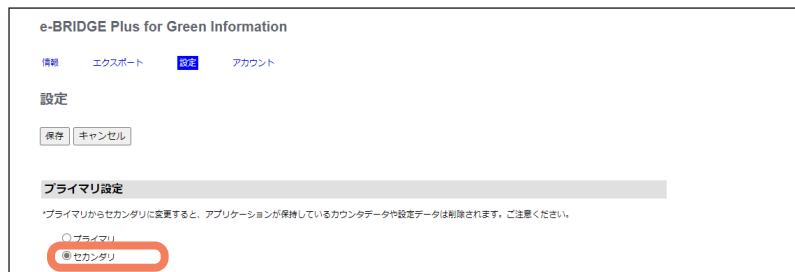 e-BRIDGE Plus for Green Information
情報 エクスポート 設定 アカウント
設定
保存 キャンセル
プライマリ設定
*プライマリからセカンダリに変更すると、アプリケーションが保持しているカウンタデータや設定データは削除されます。ご注意ください。
プライマリ
セカンダリ